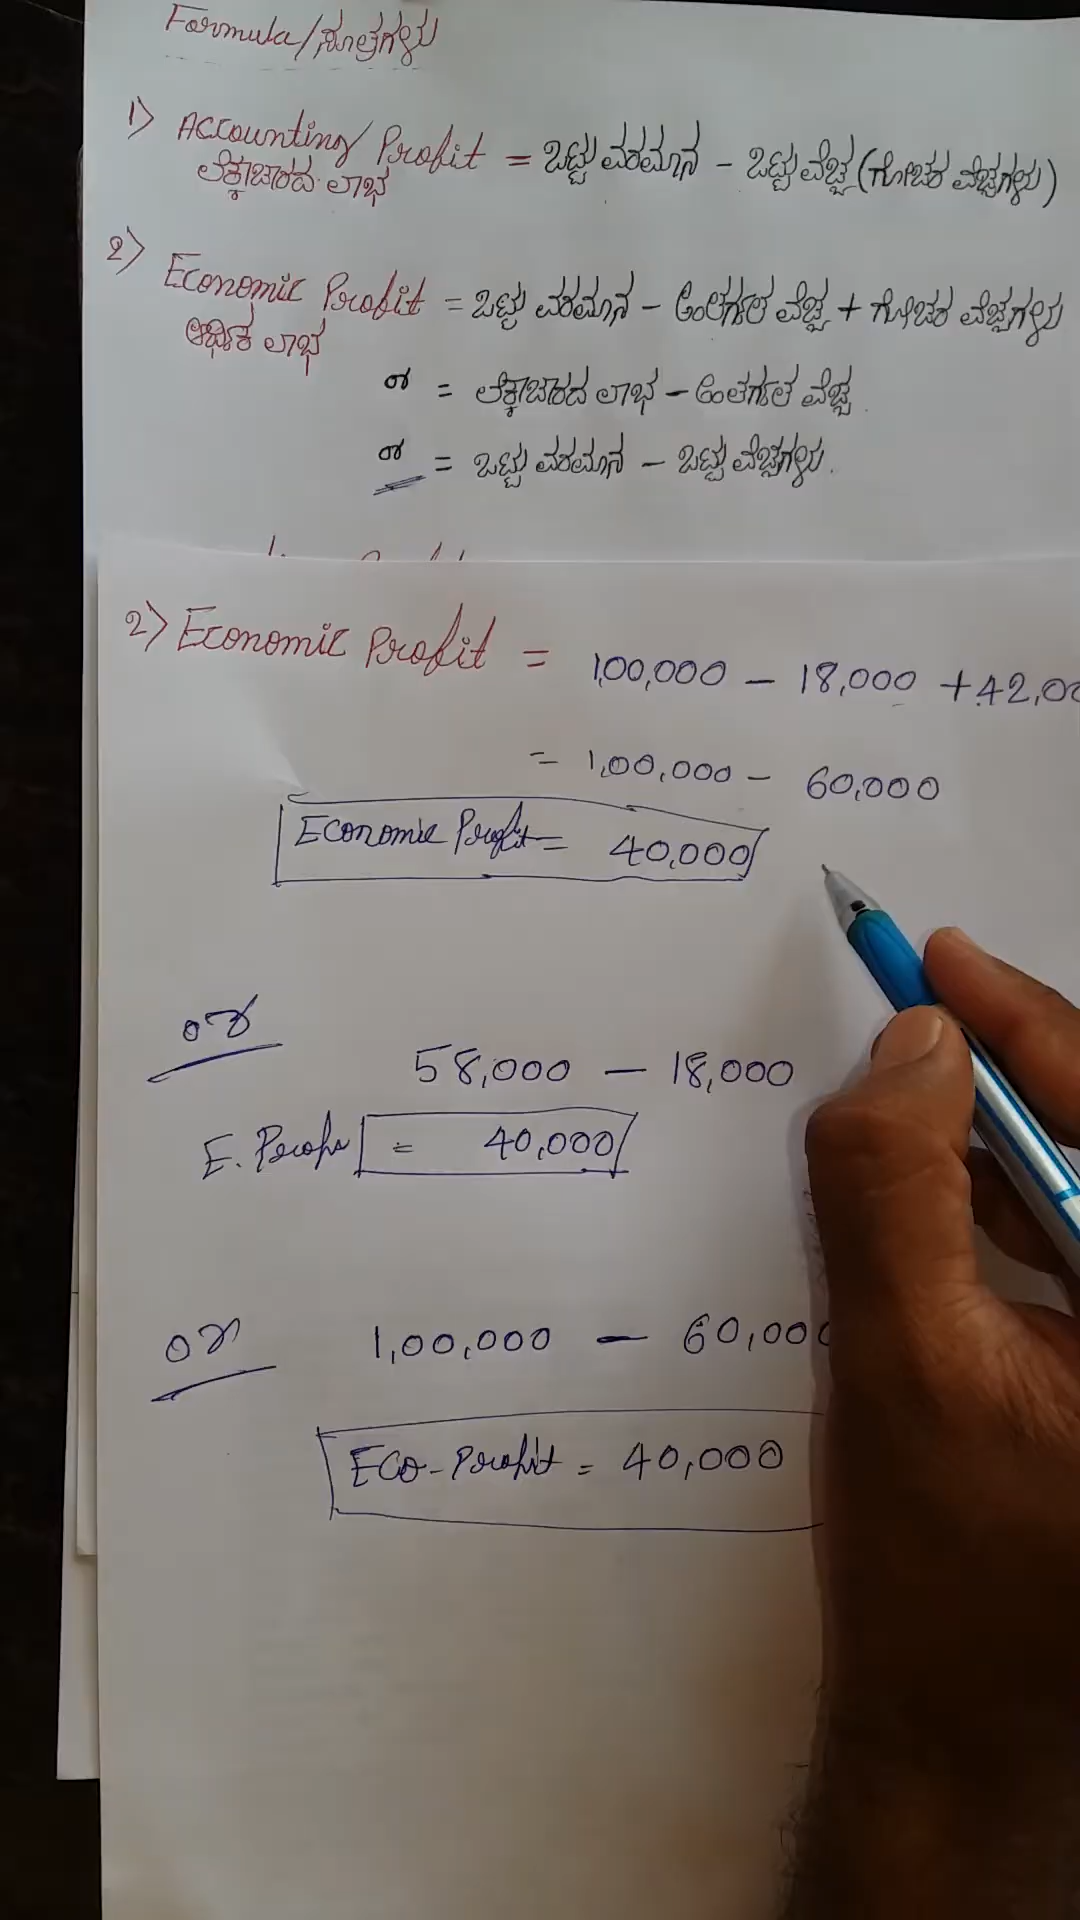 Formula/ಸೂತ್ರಗಳು
1) Accounting Profit = ಒಟ್ಟು ವರಮಾನ - ಒಟ್ಟು ವೆಚ್ಚ (ಗೋಚರ ವೆಚ್ಚಗಳು)
ಲೆಕ್ಕಾಚಾರದ ಲಾಭ
2) Economic Profit = ಒಟ್ಟು ವರಮಾನ - ಅಂತರ್ಗತ ವೆಚ್ಚ + ಗೋಚರ ವೆಚ್ಚಗಳು
ಆರ್ಥಿಕ ಲಾಭ
or = ಲೆಕ್ಕಾಚಾರದ ಲಾಭ - ಅಂತರ್ಗತ ವೆಚ್ಚ
or = ಒಟ್ಟು ವರಮಾನ - ಒಟ್ಟು ವೆಚ್ಚಗಳು.
2) Economic Profit = 1,00,000 - 18,000 + 42,00
= 1,00,000 - 60,000
Economic Profit = 40,000/
or 58,000 - 18,000
E. Profit = 40,000/
or 1,00,000 - 60,000
Eco-Profit = 40,000